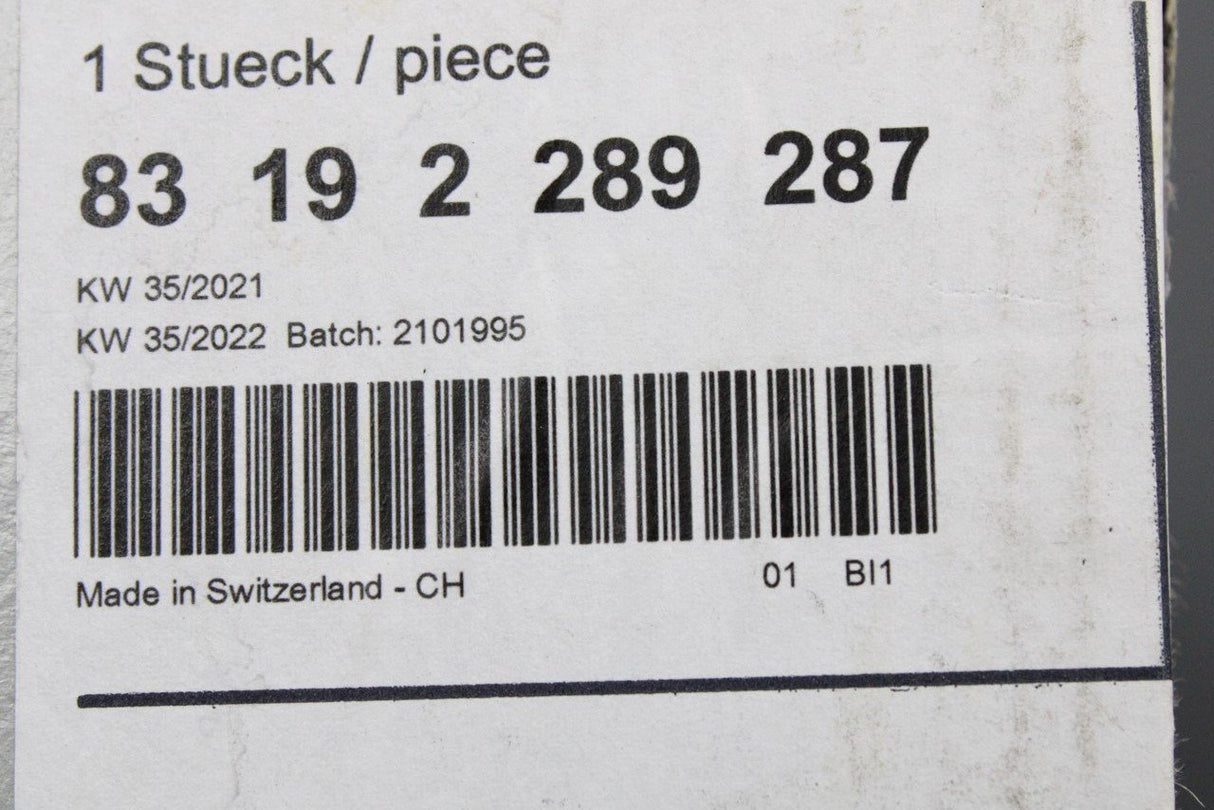 1 Stueck / piece
83 19 2 289 287
KW 35/2021
KW 35/2022 Batch: 2101995
Made in Switzerland - CH 01 BI1